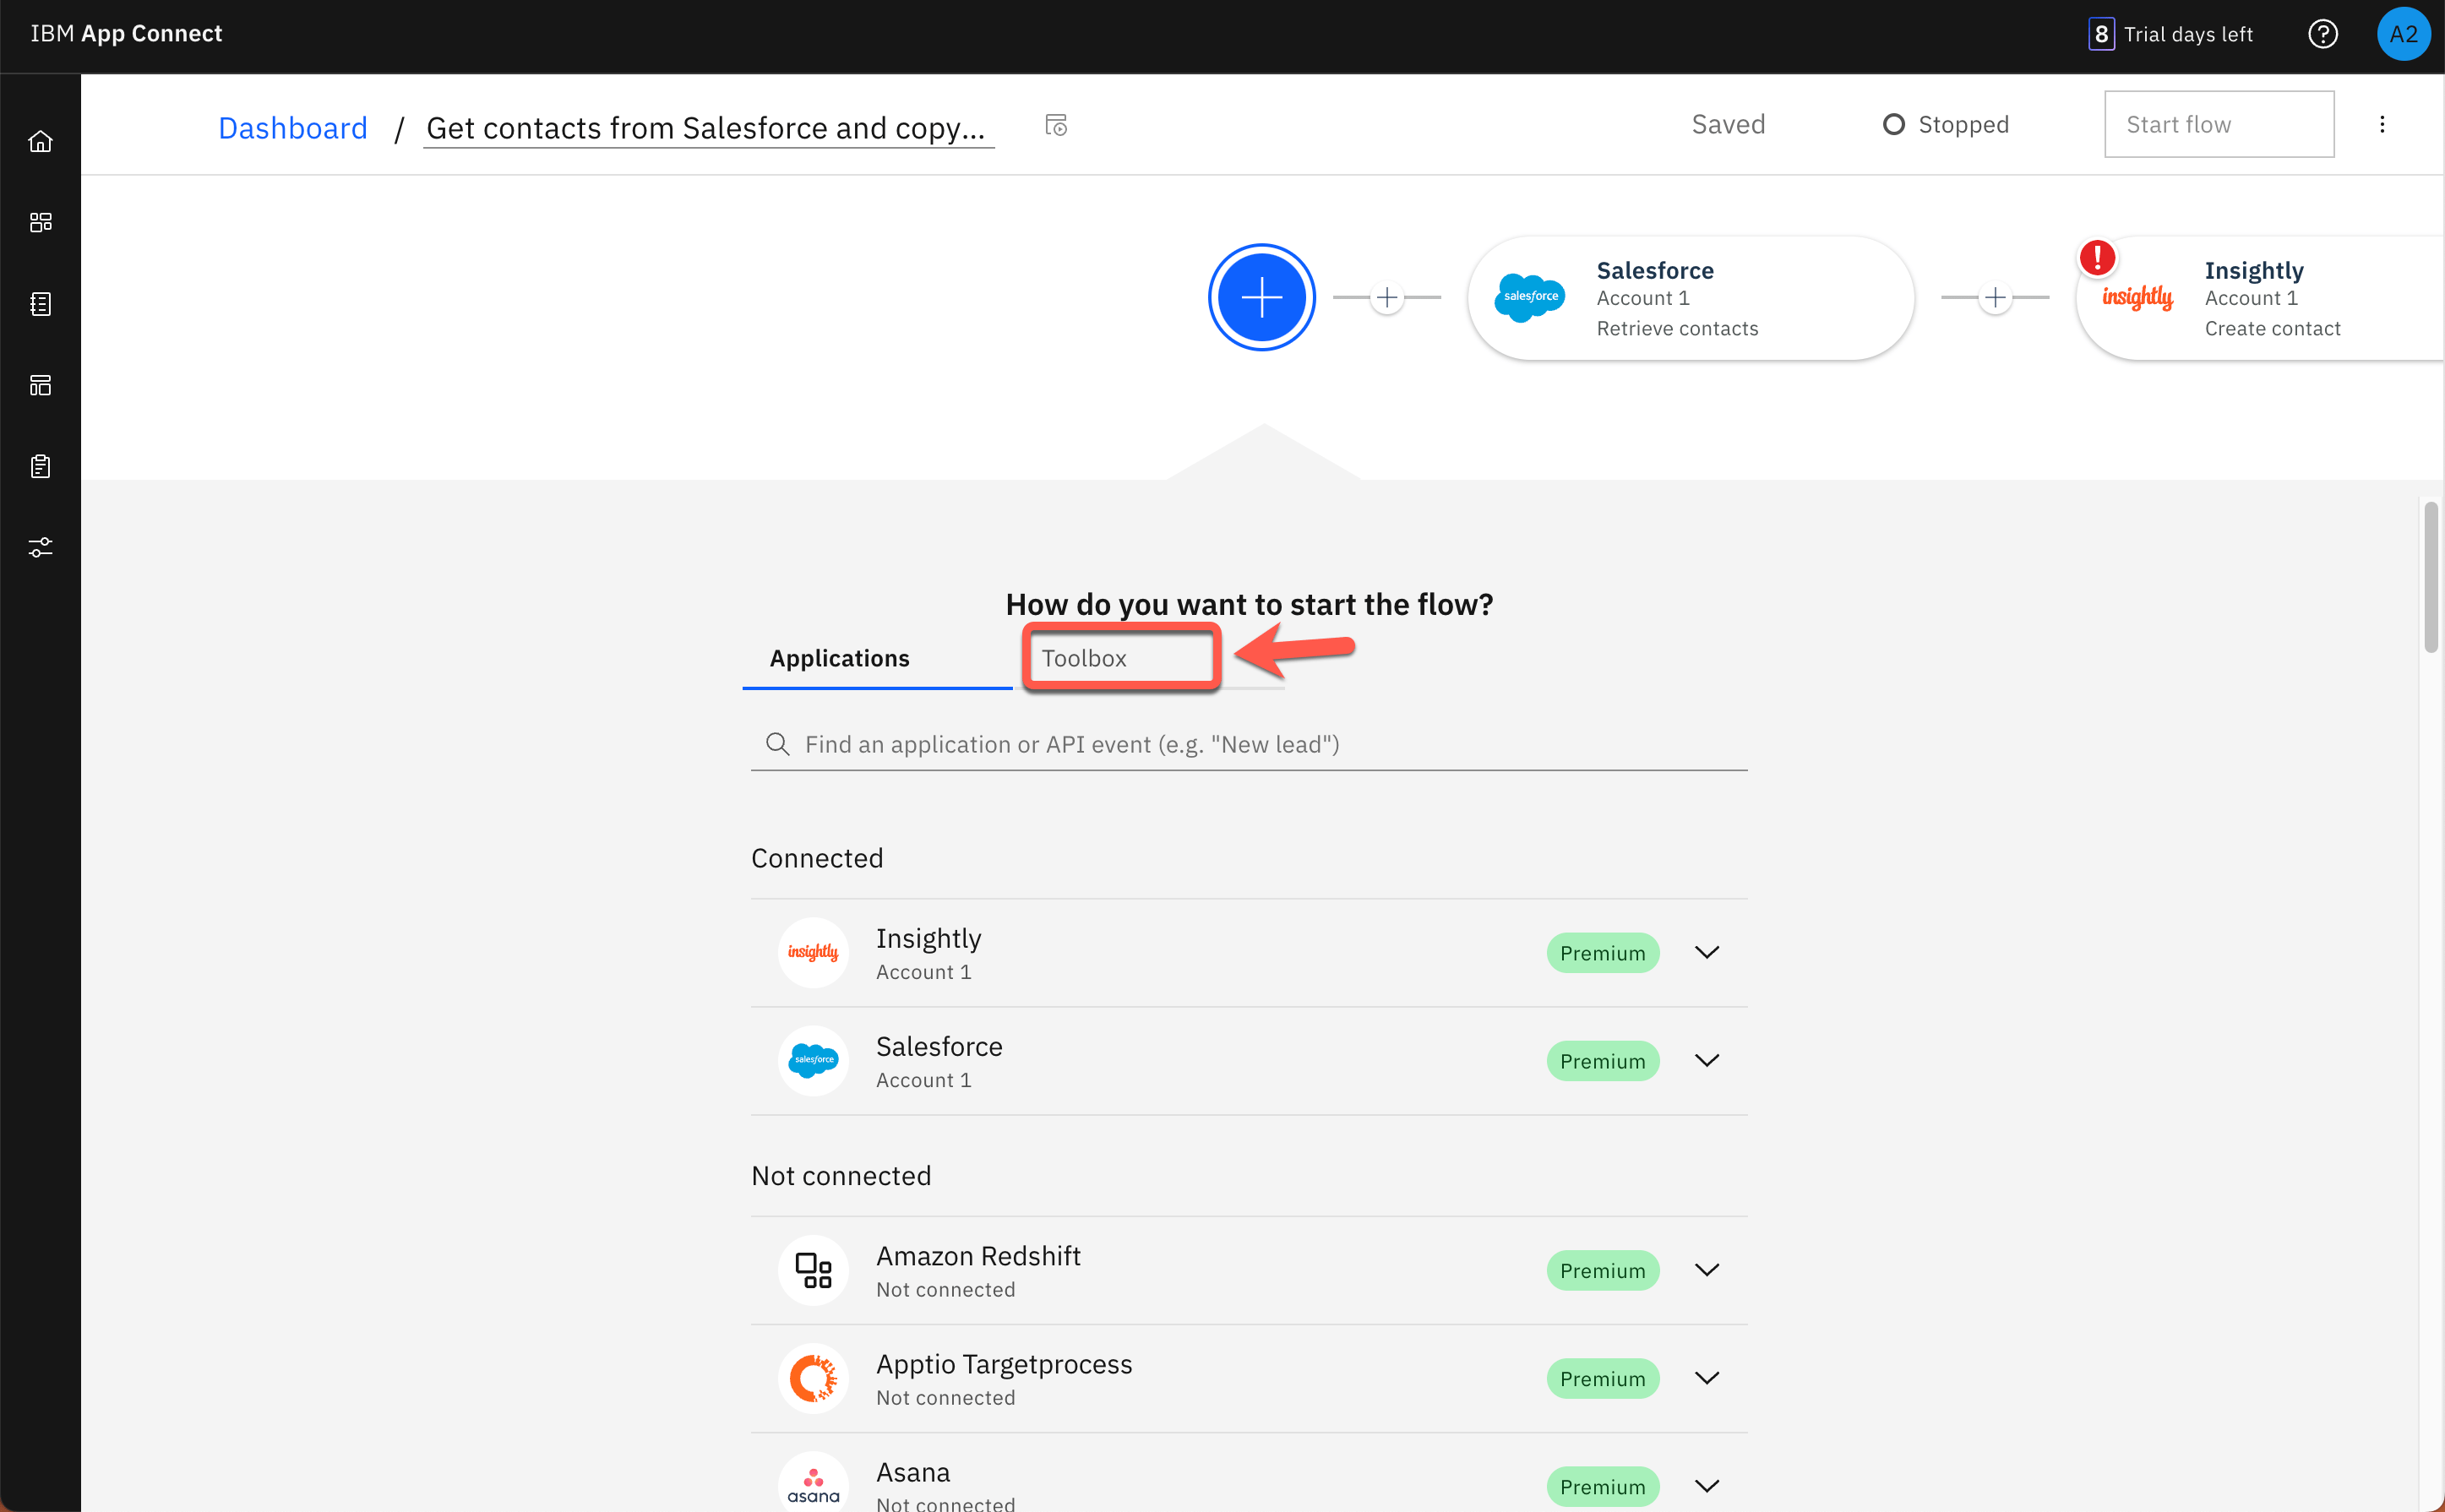 IBM App Connect
8 Trial days left
A2
Dashboard / Get contacts from Salesforce and copy...
Saved
Stopped
Start flow
salesforce
Salesforce
Account 1
Retrieve contacts
!
insightly
Insightly
Account 1
Create contact
How do you want to start the flow?
Applications
Toolbox
Find an application or API event (e.g. "New lead")
Connected
insightly
Insightly
Account 1
Premium
salesforce
Salesforce
Account 1
Premium
Not connected
Amazon Redshift
Not connected
Premium
Apptio Targetprocess
Not connected
Premium
asana
Asana
Not connected
Premium